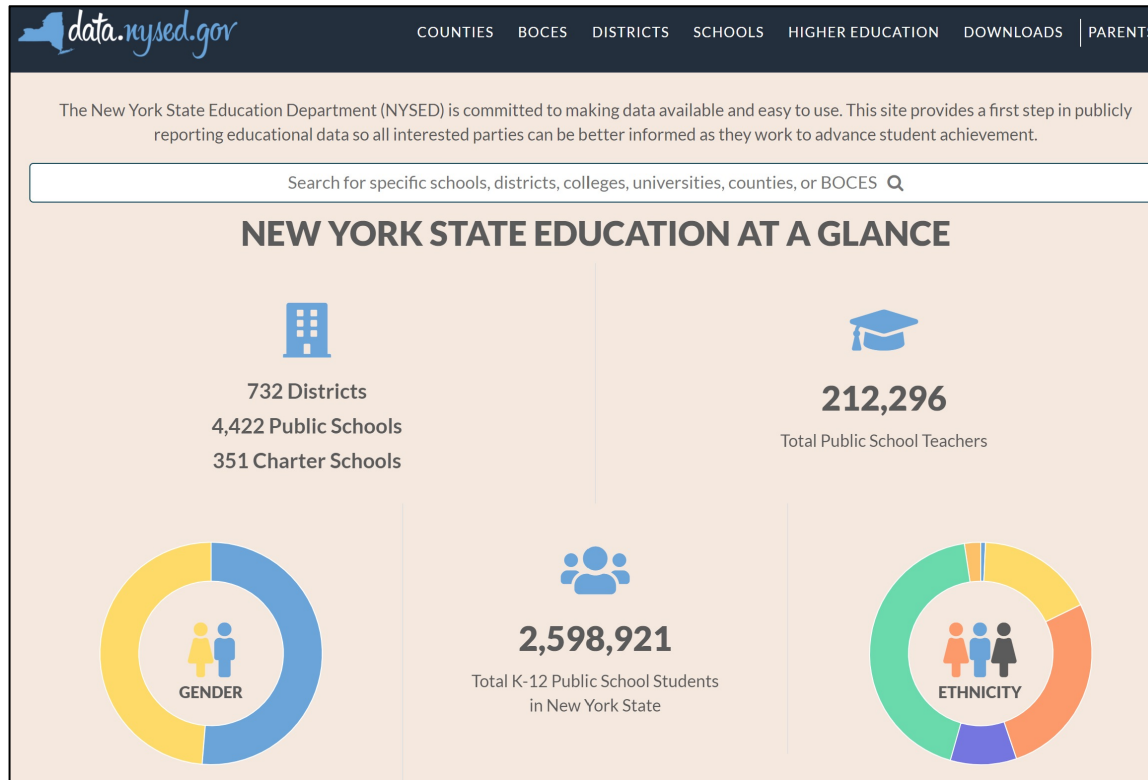 data.nysed.gov
COUNTIES BOCES DISTRICTS SCHOOLS HIGHER EDUCATION DOWNLOADS PARENTS
The New York State Education Department (NYSED) is committed to making data available and easy to use. This site provides a first step in publicly
reporting educational data so all interested parties can be better informed as they work to advance student achievement.
Search for specific schools, districts, colleges, universities, counties, or BOCES
NEW YORK STATE EDUCATION AT A GLANCE
732 Districts
4,422 Public Schools
351 Charter Schools
212,296
Total Public School Teachers
GENDER
2,598,921
Total K-12 Public School Students
in New York State
ETHNICITY